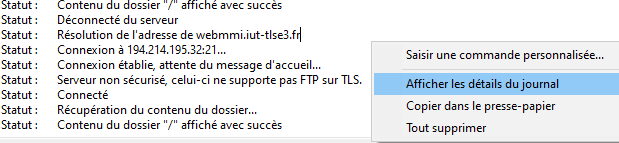 Statut : Contenu du dossier "/" affiché avec succès
Statut : Déconnecté du serveur
Statut : Résolution de l'adresse de webmmi.iut-tlse3.fr
Statut : Connexion à 194.214.195.32:21...
Statut : Connexion établie, attente du message d'accueil...
Statut : Serveur non sécurisé, celui-ci ne supporte pas FTP sur TLS.
Statut : Connecté
Statut : Récupération du contenu du dossier...
Statut : Contenu du dossier "/" affiché avec succès
Saisir une commande personnalisée...
Afficher les détails du journal
Copier dans le presse-papier
Tout supprimer